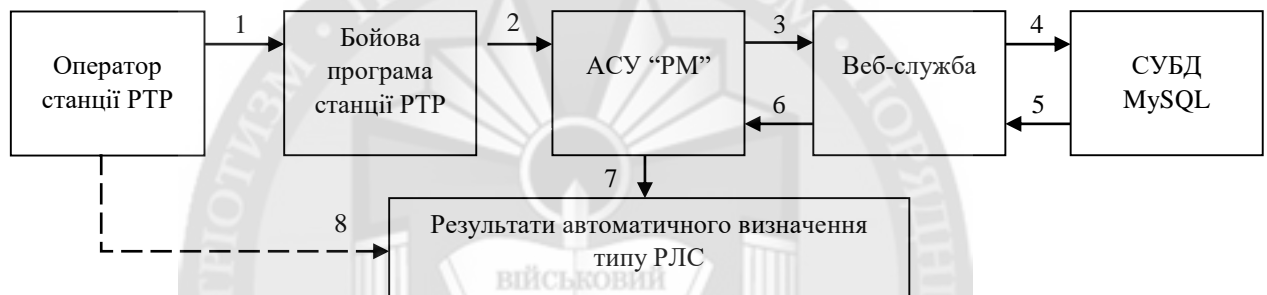 1
2
3
4
Оператор
станції РТР
Бойова
програма
станції РТР
АСУ “РМ”
Веб-служба
СУБД
MySQL
6
5
7
8
Результати автоматичного визначення
типу РЛС
ВІЙСЬКОВИЙ